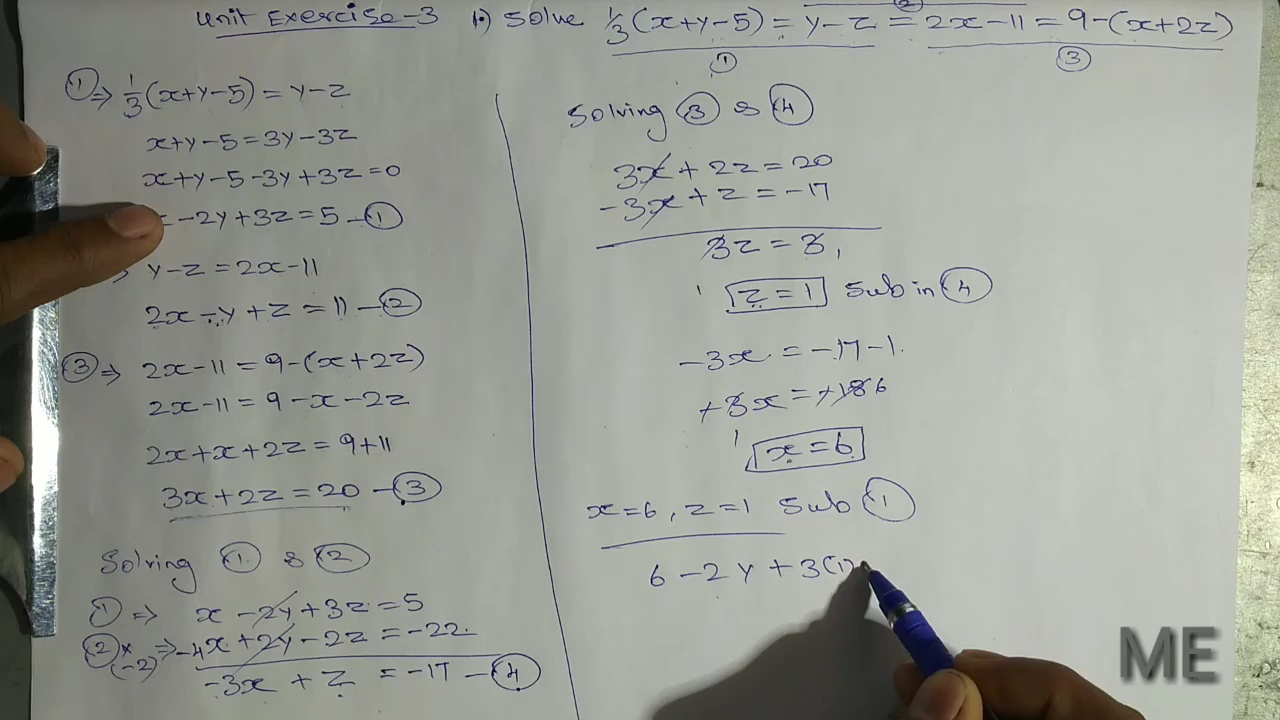 Unit Exercise-3 1.) Solve ⅓(x+y-5) = y-z = 2x-11 = 9-(x+2z)
① ② ③
① ⇒ ⅓(x+y-5) = y-z
x+y-5 = 3y-3z
x+y-5-3y+3z=0
-2y+3z=5 -①
y-z = 2x-11
2x-y+z = 11 -②
③ ⇒ 2x-11 = 9-(x+2z)
2x-11 = 9-x-2z
2x+x+2z = 9+11
3x+2z = 20 -③
Solving ① & ②
① ⇒ x-2y+3z = 5
②×(-2) ⇒ -4x+2y-2z = -22
-3x + z = -17 -④
Solving ③ & ④
3x + 2z = 20
-3x + z = -17
3z = 3,
1
z = 1 Sub in ④
-3x = -17-1.
+3x = +18 6
1
x = 6
x=6, z=1 Sub ①
6 - 2y + 3(1)
ME